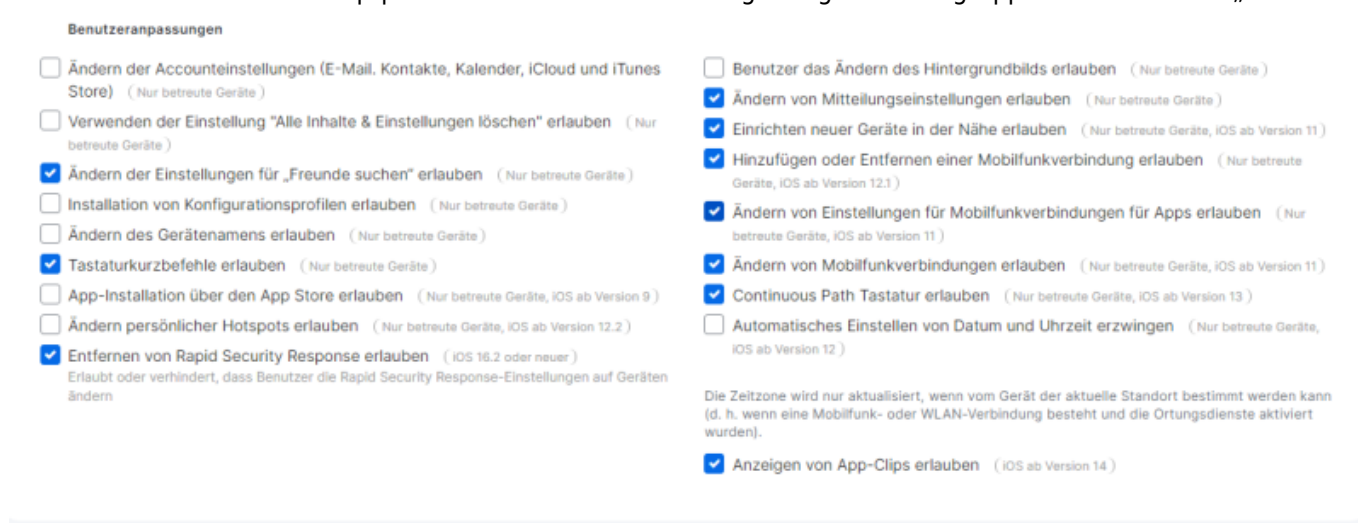 Benutzeranpassungen
Ändern der Accounteinstellungen (E-Mail. Kontakte, Kalender, iCloud und iTunes
Store) ( Nur betreute Geräte )
Verwenden der Einstellung "Alle Inhalte & Einstellungen löschen" erlauben ( Nur
betreute Geräte )
Ändern der Einstellungen für „Freunde suchen" erlauben ( Nur betreute Geräte )
Installation von Konfigurationsprofilen erlauben ( Nur betreute Geräte )
Ändern des Gerätenamens erlauben ( Nur betreute Geräte )
Tastaturkurzbefehle erlauben ( Nur betreute Geräte )
App-Installation über den App Store erlauben ( Nur betreute Geräte, iOS ab Version 9 )
Ändern persönlicher Hotspots erlauben ( Nur betreute Geräte, iOS ab Version 12.2 )
Entfernen von Rapid Security Response erlauben ( iOS 16.2 oder neuer )
Erlaubt oder verhindert, dass Benutzer die Rapid Security Response-Einstellungen auf Geräten
ändern
Benutzer das Ändern des Hintergrundbilds erlauben ( Nur betreute Geräte )
Ändern von Mitteilungseinstellungen erlauben ( Nur betreute Geräte )
Einrichten neuer Geräte in der Nähe erlauben ( Nur betreute Geräte, iOS ab Version 11 )
Hinzufügen oder Entfernen einer Mobilfunkverbindung erlauben ( Nur betreute
Geräte, iOS ab Version 12.1 )
Ändern von Einstellungen für Mobilfunkverbindungen für Apps erlauben ( Nur
betreute Geräte, iOS ab Version 11 )
Ändern von Mobilfunkverbindungen erlauben ( Nur betreute Geräte, iOS ab Version 11 )
Continuous Path Tastatur erlauben ( Nur betreute Geräte, iOS ab Version 13 )
Automatisches Einstellen von Datum und Uhrzeit erzwingen ( Nur betreute Geräte,
iOS ab Version 12 )
Die Zeitzone wird nur aktualisiert, wenn vom Gerät der aktuelle Standort bestimmt werden kann
(d. h. wenn eine Mobilfunk- oder WLAN-Verbindung besteht und die Ortungsdienste aktiviert
wurden).
Anzeigen von App-Clips erlauben ( iOS ab Version 14 )